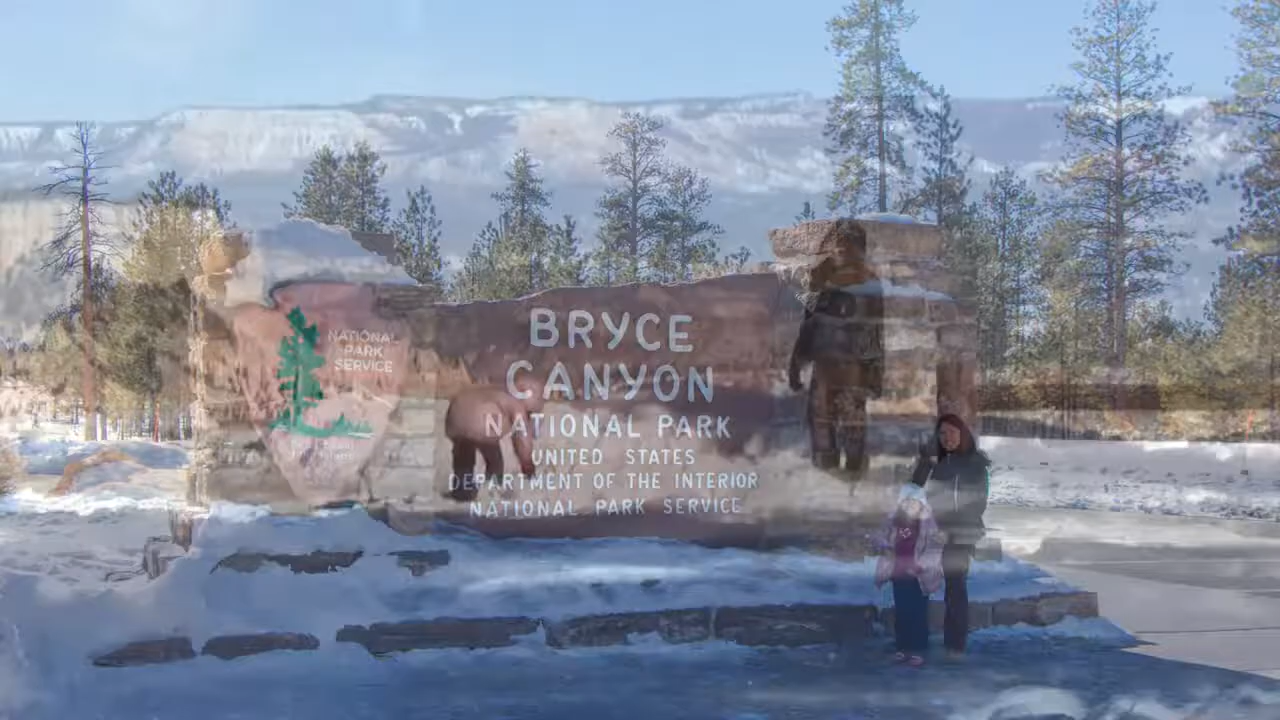 NATIONAL
PARK
SERVICE
BRYCE
CANYON
NATIONAL PARK
UNITED STATES
DEPARTMENT OF THE INTERIOR
NATIONAL PARK SERVICE